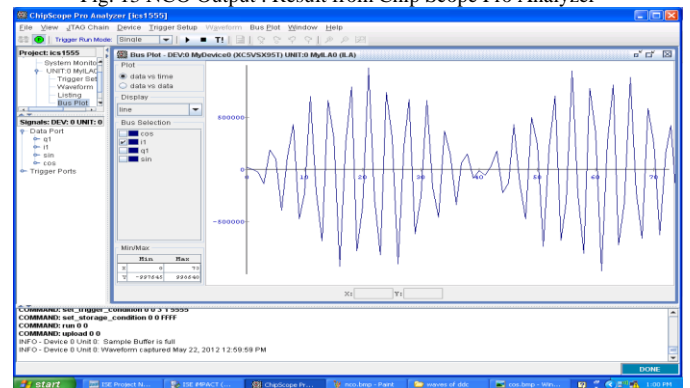 Fig. 15 NCO Output : Result from Chip Scope Pro Analyzer
ChipScope Pro Analyzer [ics1555]
File View JTAG Chain Device Trigger Setup Waveform Bus Plot Window Help
Trigger Run Mode: Single T!
Project: ics1555
System Monito
UNIT:0 MyILAC
Trigger Set
Waveform
Listing
Bus Plot
Signals: DEV: 0 UNIT: 0
Data Port
q1
i1
sin
cos
Trigger Ports
Bus Plot - DEV:0 MyDevice0 (XC5VSX95T) UNIT:0 MyILA0 (ILA)
Plot
data vs time
data vs data
Display
line
Bus Selection
cos
i1
q1
sin
Min/Max
Min Max
X 0
Y
500000
0
-500000
0 10 20 30 40 50 60 70
X: Y:
COMMAND: set_trigger_condition 0 0 3 1 5555
COMMAND: set_storage_condition 0 0 FFFF
COMMAND: run 0 0
COMMAND: upload 0 0
INFO - Device 0 Unit 0: Sample Buffer is full
INFO - Device 0 Unit 0: Waveform captured May 22, 2012 12:59:58 PM
DONE
start ISE Project N... ISE iMPACT (... ChipScope Pr... nco.bmp - Paint waves of ddc cos.bmp - Win... 1:00 PM